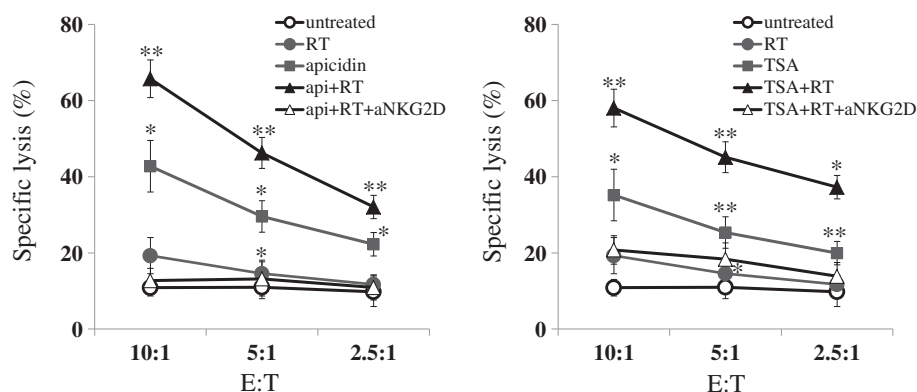 80
60
40
20
0
Specific lysis (%)
untreated
RT
apicidin
api+RT
api+RT+aNKG2D
**
*
**
*
*
**
*
10:1
5:1
2.5:1
E:T
80
60
40
20
0
Specific lysis (%)
untreated
RT
TSA
TSA+RT
TSA+RT+aNKG2D
**
*
**
**
*
*
**
10:1
5:1
2.5:1
E:T